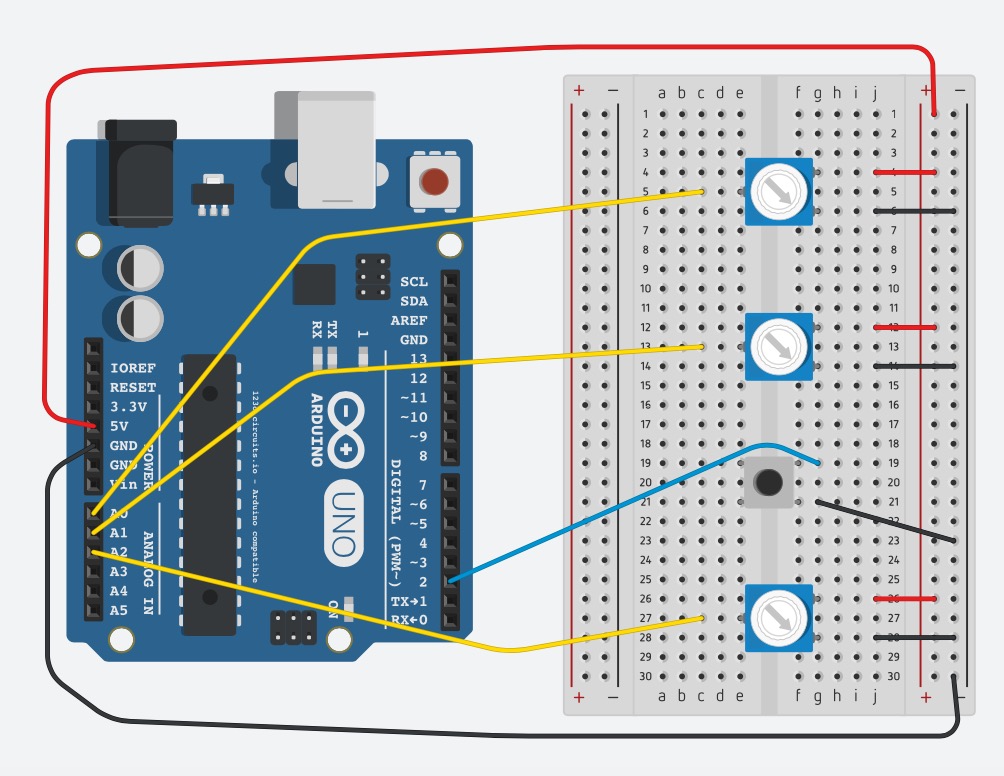 + − a b c d e f g h i j + −
1 1
2 2
3 3
4 4
5 5
6 6
7 7
8 8
9 9
10 10
11 11
12 12
13 13
14 14
15 15
16 16
17 17
18 18
19 19
20 20
21 21
22 22
23 23
24 24
25 25
26 26
27 27
28 28
29 29
30 30
+ − a b c d e f g h i j + −
IOREF
RESET
3.3V
5V
GND
GND
Vin
POWER
A0
A1
A2
A3
A4
A5
ANALOG IN
123d.circuits.io - Arduino compatible
RX
TX
1
ARDUINO
UNO
ON
SCL
SDA
AREF
GND
13
12
~11
~10
~9
8
7
~6
~5
4
~3
2
TX→1
RX←0
DIGITAL (PWM~)